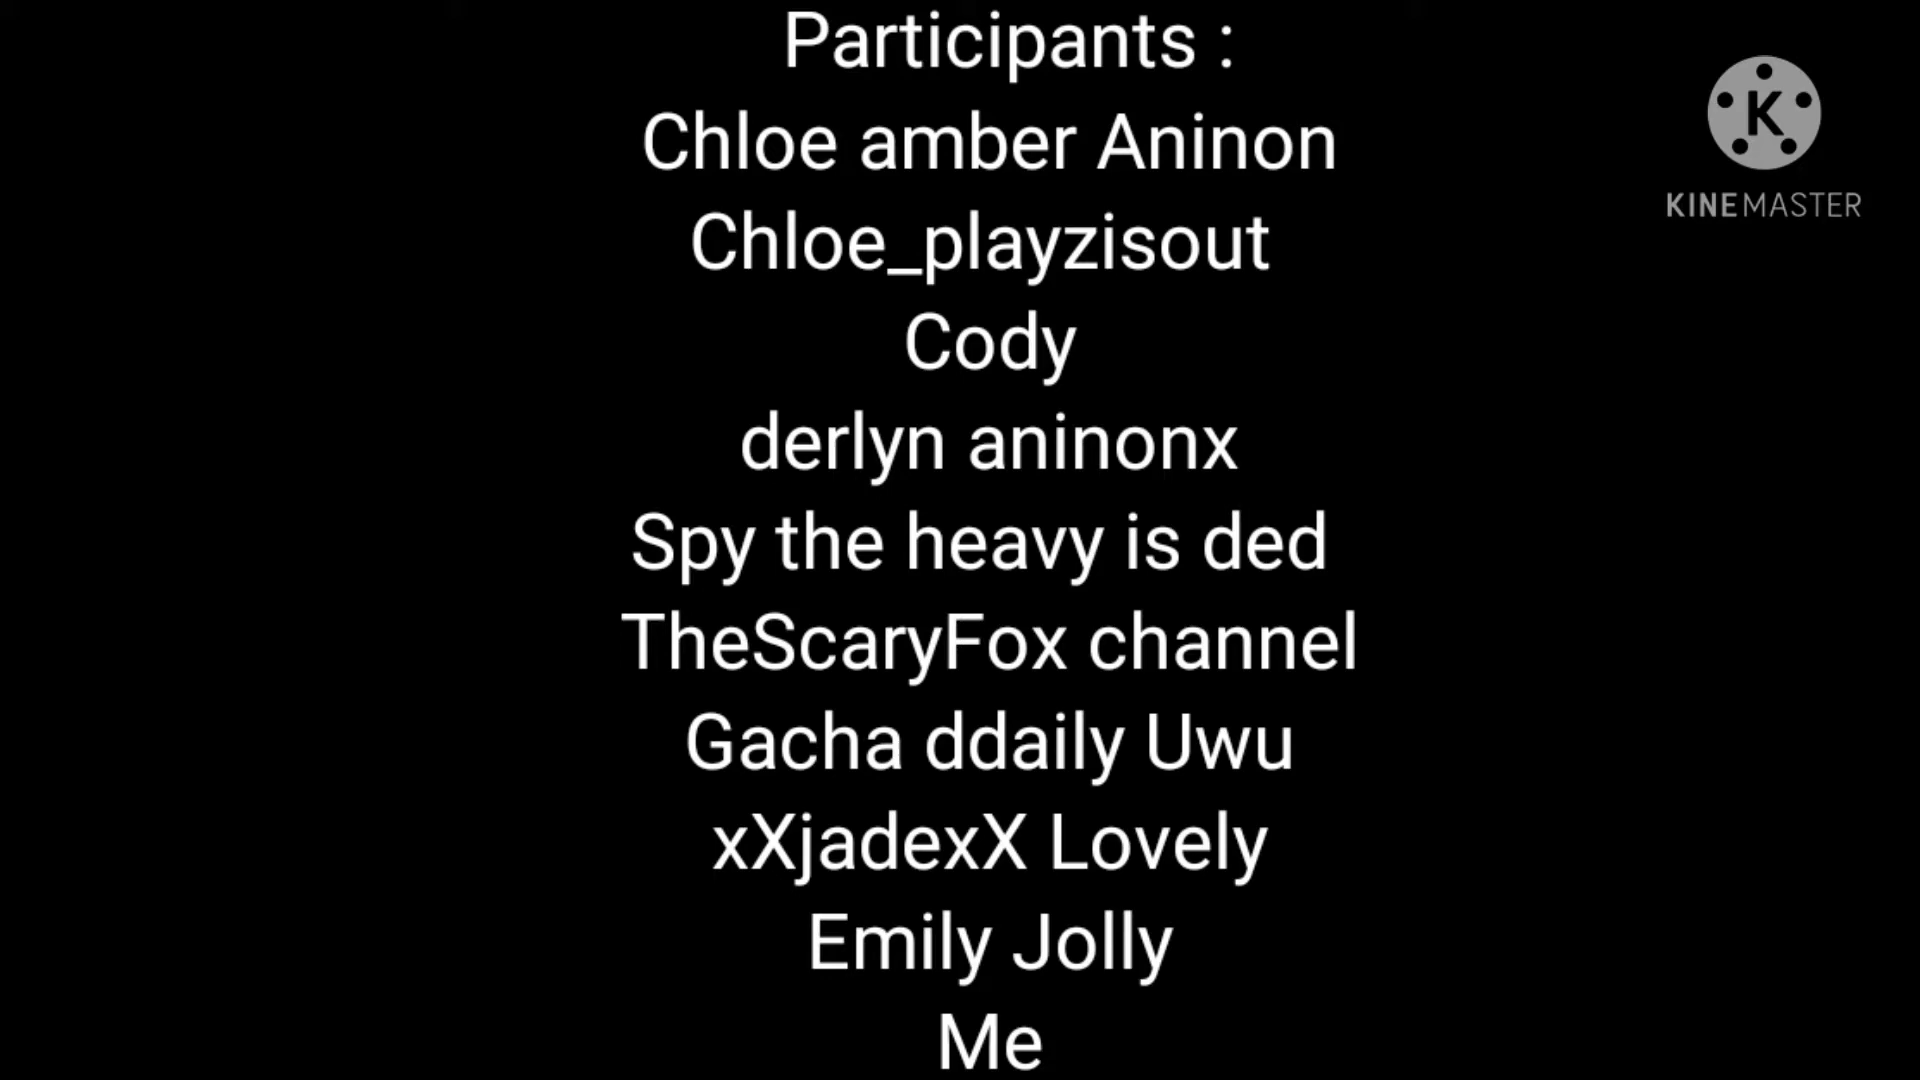 Participants :
Chloe amber Aninon
Chloe_playzisout
Cody
derlyn aninonx
Spy the heavy is ded
TheScaryFox channel
Gacha ddaily Uwu
xXjadexX Lovely
Emily Jolly
Me
K
KINEMASTER